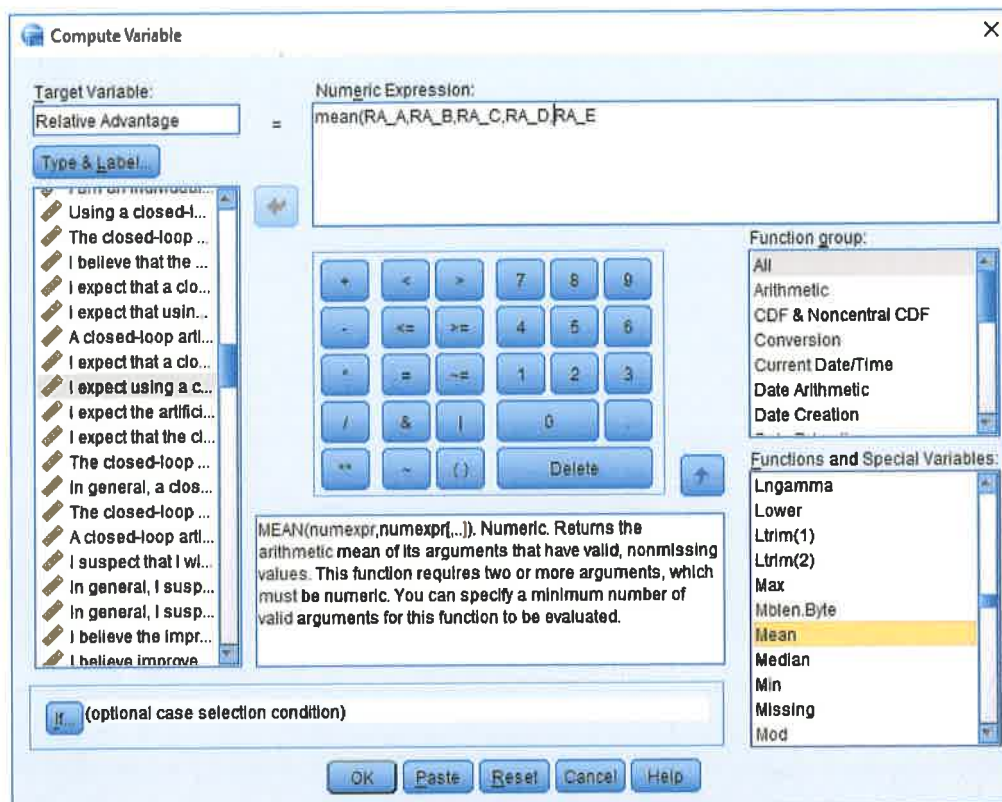 Compute Variable
Target Variable:
Relative Advantage
=
Numeric Expression:
mean(RA_A,RA_B,RA_C,RA_D,RA_E
Type & Label...
Using a closed-l...
The closed-loop ...
I believe that the ...
I expect that a clo...
I expect that usin...
A closed-loop arti...
I expect that a clo...
I expect using a c...
I expect the artifici...
I expect that the cl...
The closed-loop ...
In general, a clos...
The closed-loop ...
A closed-loop arti...
I suspect that I wi...
In general, I susp...
In general, I susp...
I believe the impr...
I believe improve
+ < > 7 8 9
- <= >= 4 5 6
* = ~= 1 2 3
/ & | 0 .
** ~ ( ) Delete
MEAN(numexpr,numexpr[,..]). Numeric. Returns the
arithmetic mean of its arguments that have valid, nonmissing
values. This function requires two or more arguments, which
must be numeric. You can specify a minimum number of
valid arguments for this function to be evaluated.
Function group:
All
Arithmetic
CDF & Noncentral CDF
Conversion
Current Date/Time
Date Arithmetic
Date Creation
Functions and Special Variables:
Lngamma
Lower
Ltrim(1)
Ltrim(2)
Max
Mblen.Byte
Mean
Median
Min
Missing
Mod
If... (optional case selection condition)
OK Paste Reset Cancel Help